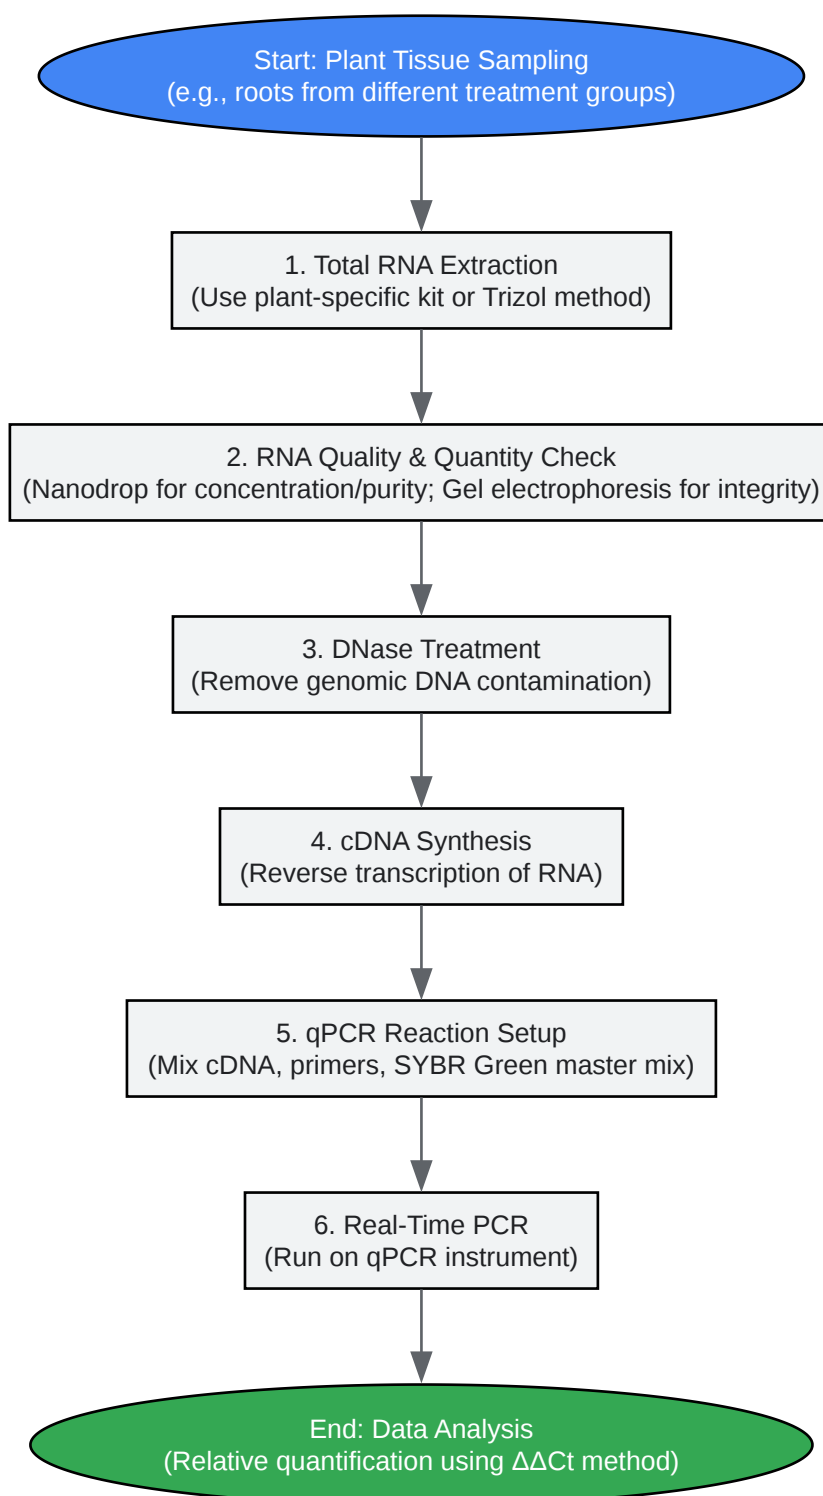 Start: Plant Tissue Sampling
(e.g., roots from different treatment groups)
1. Total RNA Extraction
(Use plant-specific kit or Trizol method)
2. RNA Quality & Quantity Check
(Nanodrop for concentration/purity; Gel electrophoresis for integrity)
3. DNase Treatment
(Remove genomic DNA contamination)
4. cDNA Synthesis
(Reverse transcription of RNA)
5. qPCR Reaction Setup
(Mix cDNA, primers, SYBR Green master mix)
6. Real-Time PCR
(Run on qPCR instrument)
End: Data Analysis
(Relative quantification using ΔΔCt method)